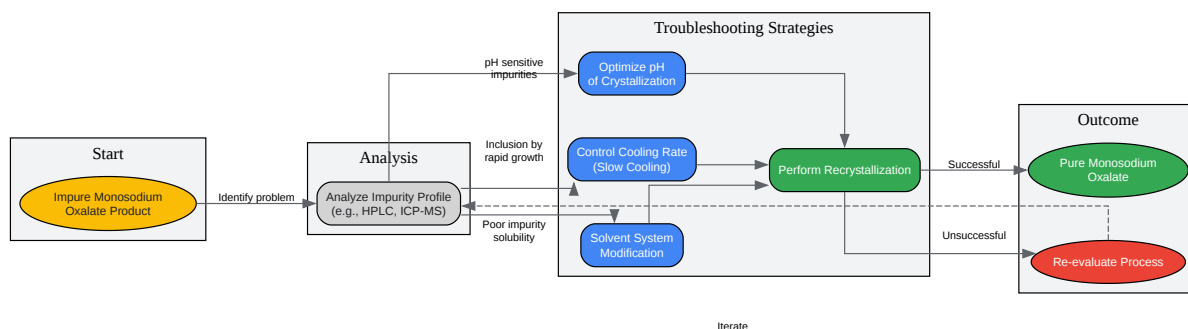 Start
Impure Monosodium
Oxalate Product
Identify problem
Analysis
Analyze Impurity Profile
(e.g., HPLC, ICP-MS)
pH sensitive
impurities
Inclusion by
rapid growth
Poor impurity
solubility
Troubleshooting Strategies
Optimize pH
of Crystallization
Control Cooling Rate
(Slow Cooling)
Solvent System
Modification
Perform Recrystallization
Successful
Unsuccessful
Outcome
Pure Monosodium
Oxalate
Re-evaluate Process
Iterate